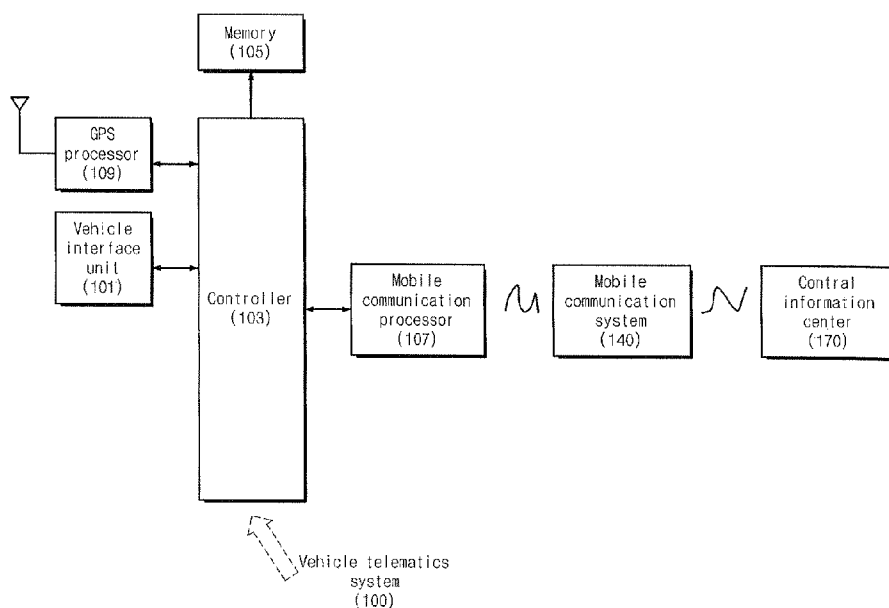 Memory
(105)
GPS
processor
(109)
Vehicle
interface
unit
(101)
Controller
(103)
Mobile
communication
processor
(107)
Mobile
communication
system
(140)
Contral
information
center
(170)
Vehicle telematics
system
(100)